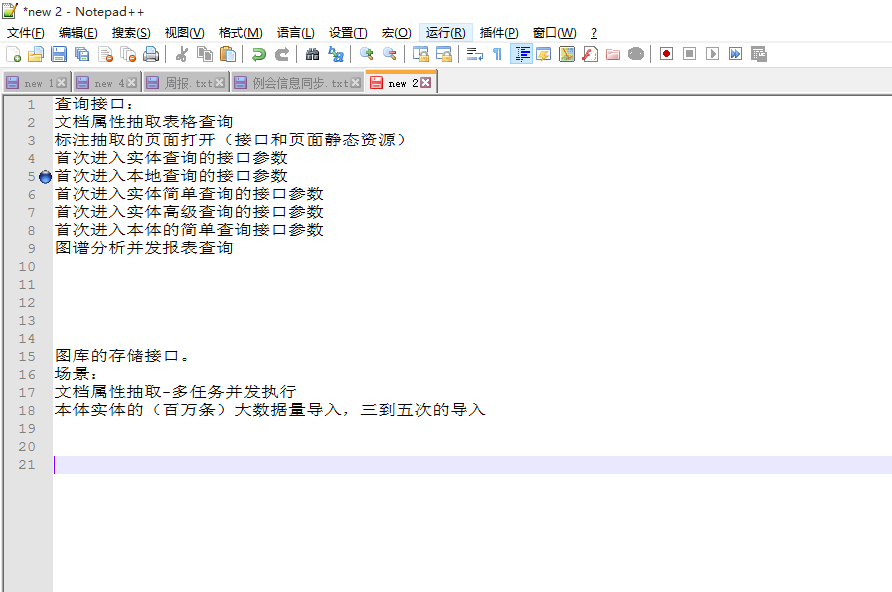 *new 2 - Notepad++
文件(F) 编辑(E) 搜索(S) 视图(V) 格式(M) 语言(L) 设置(T) 宏(O) 运行(R) 插件(P) 窗口(W) ?
new 1 new 4 周报.txt 例会信息同步.txt new 2
1 查询接口:
2 文档属性抽取表格查询
3 标注抽取的页面打开（接口和页面静态资源）
4 首次进入实体查询的接口参数
5 首次进入本地查询的接口参数
6 首次进入实体简单查询的接口参数
7 首次进入实体高级查询的接口参数
8 首次进入本体的简单查询接口参数
9 图谱分析并发报表查询
10
11
12
13
14
15 图库的存储接口。
16 场景:
17 文档属性抽取-多任务并发执行
18 本体实体的（百万条）大数据量导入，三到五次的导入
19
20
21